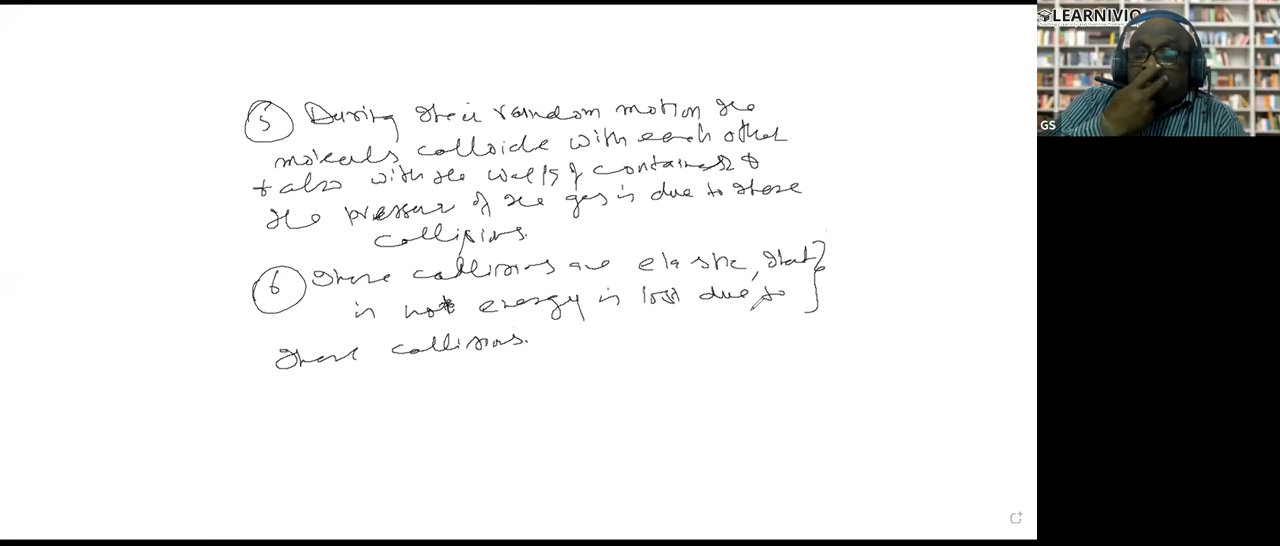 LEARNIVIO
5 During their random motion the
molecules colloide with each other
+ also with the walls of container &
the pressure of the gas is due to these
collisions.
6 These collisions are elastic, that
is not energy is lost due to
these collisions.
GS